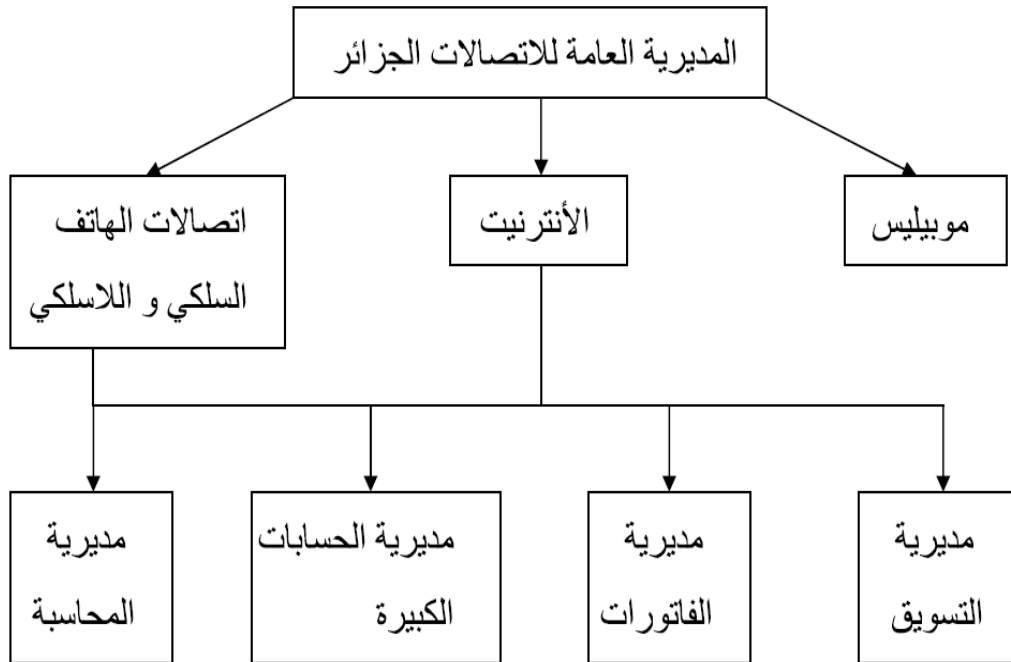 المديرية العامة للاتصالات الجزائر
موبيليس
الأنترنيت
اتصالات الهاتف
السلكي و اللاسلكي
مديرية
التسويق
مديرية
الفاتورات
مديرية الحسابات
الكبيرة
مديرية
المحاسبة